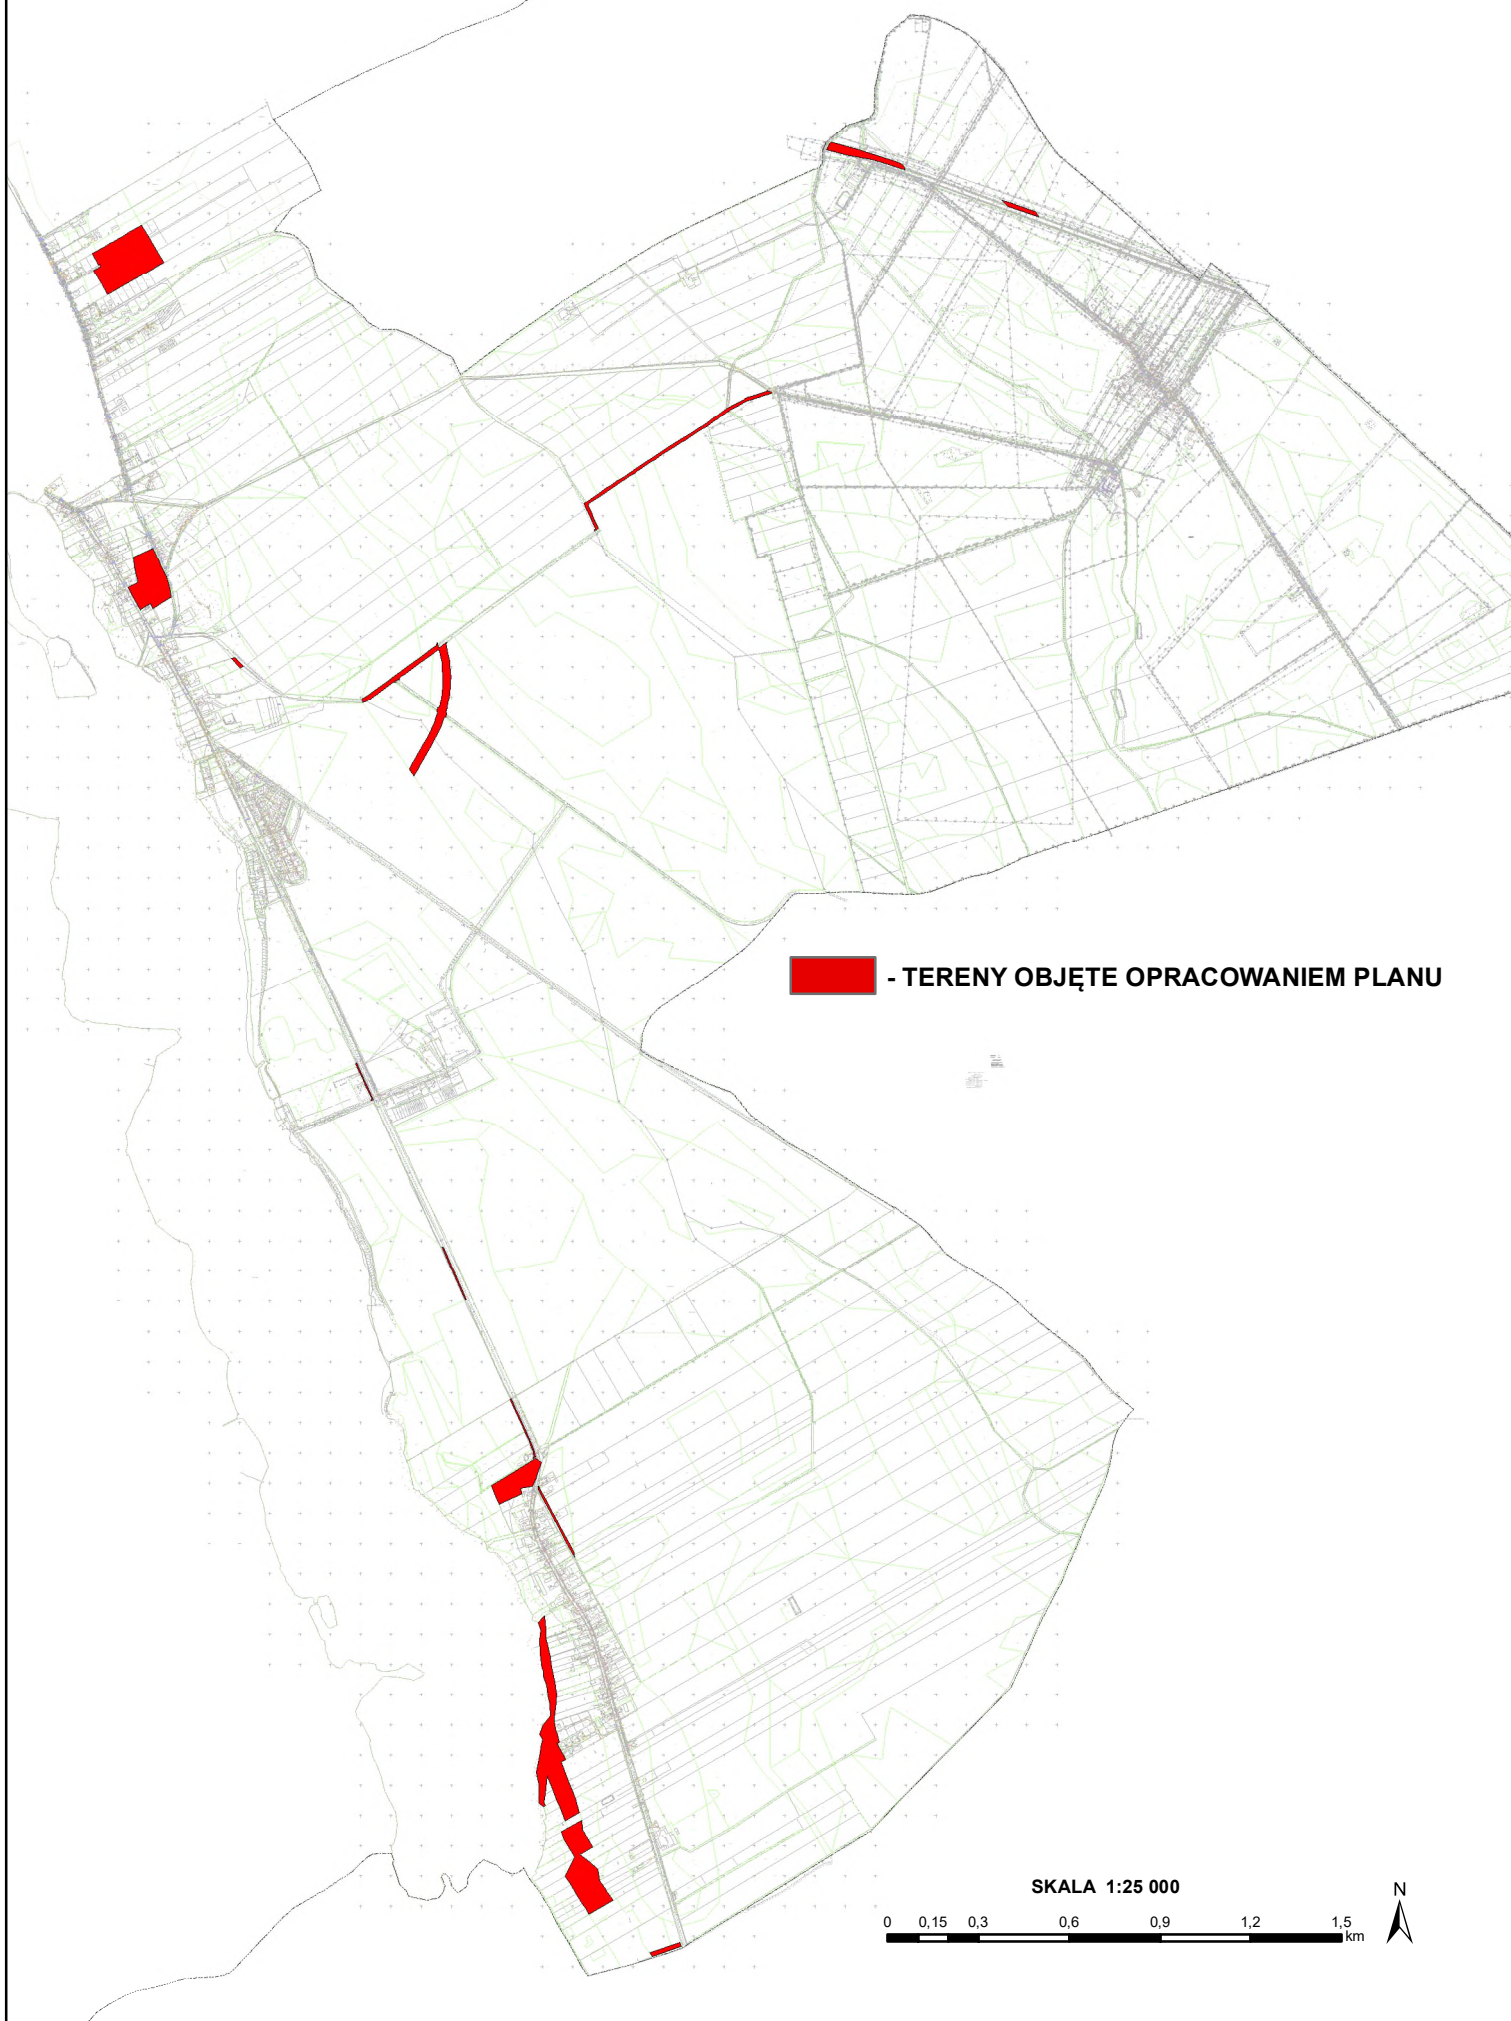 - TERENY OBJĘTE OPRACOWANIEM PLANU
SKALA 1:25 000
N
0 0,15 0,3 0,6 0,9 1,2 1,5
km